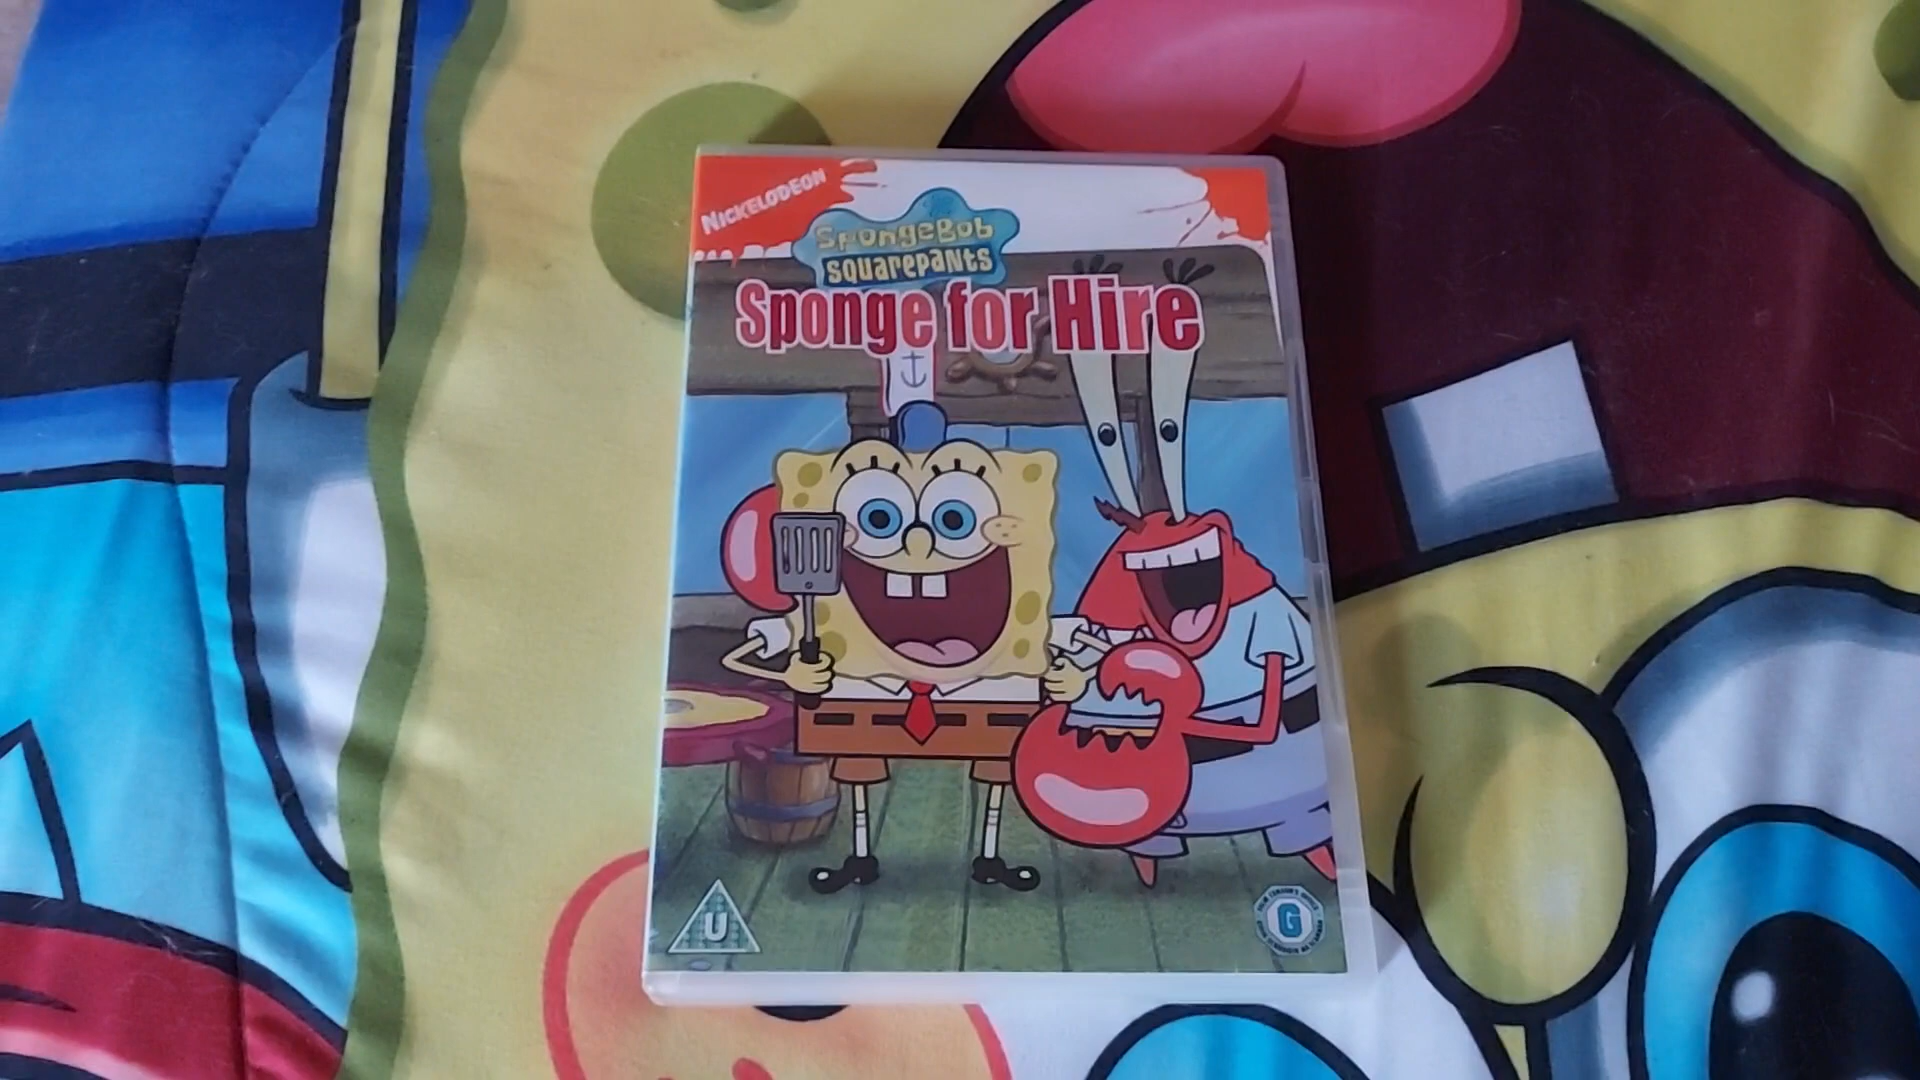 NICKELODEON
SPONGEBOB
SQUAREPANTS
Sponge for Hire
U
G